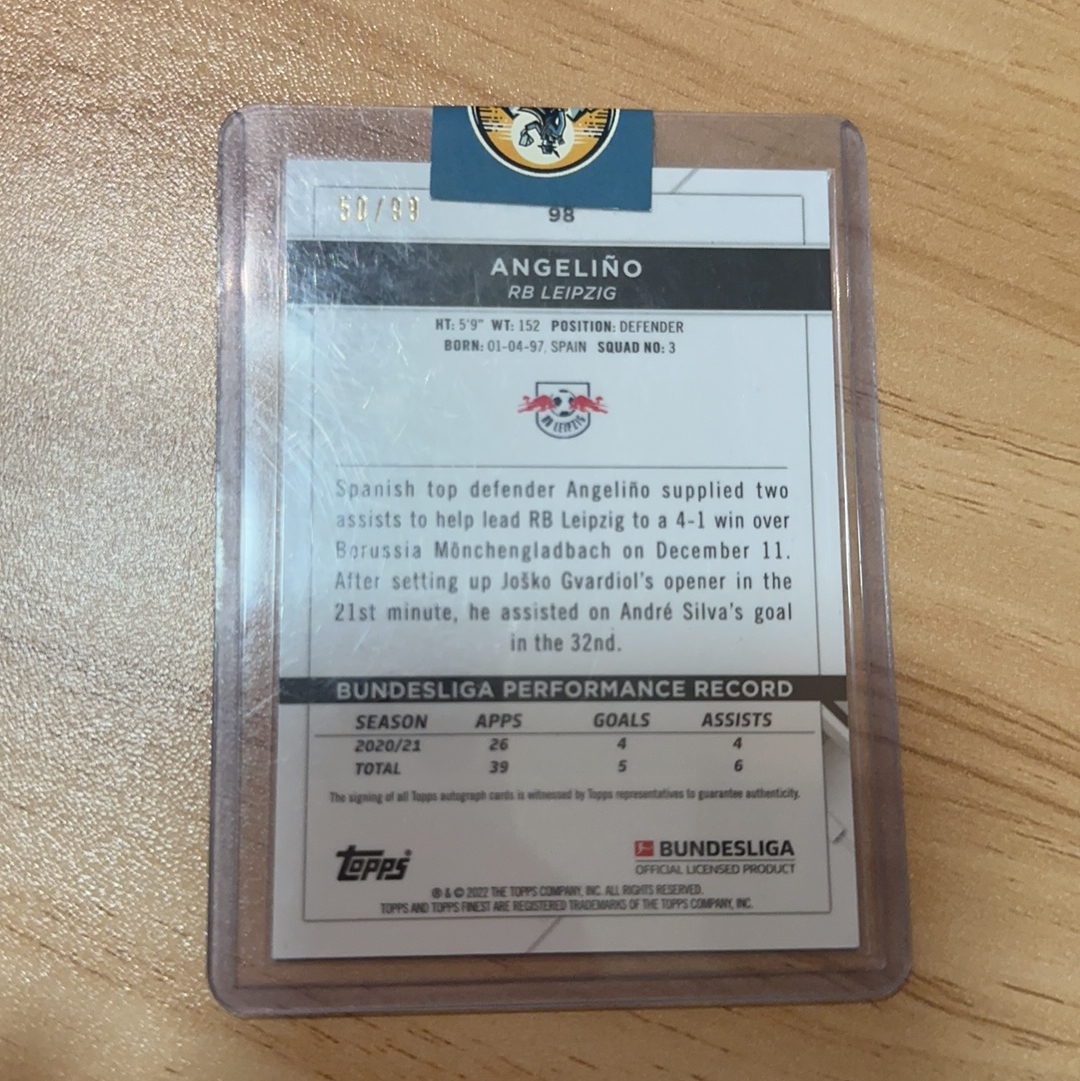 50/99
98
ANGELIÑO
RB LEIPZIG
HT: 5'9" WT: 152 POSITION: DEFENDER
BORN: 01-04-97, SPAIN SQUAD NO: 3
RB LEIPZIG
Spanish top defender Angeliño supplied two
assists to help lead RB Leipzig to a 4-1 win over
Borussia Mönchengladbach on December 11.
After setting up Joško Gvardiol's opener in the
21st minute, he assisted on André Silva's goal
in the 32nd.
BUNDESLIGA PERFORMANCE RECORD
SEASON APPS GOALS ASSISTS
2020/21 26 4 4
TOTAL 39 5 6
The signing of all Topps autograph cards is witnessed by Topps representatives to guarantee authenticity.
Topps®
BUNDESLIGA
OFFICIAL LICENSED PRODUCT
® & © 2022 THE TOPPS COMPANY, INC. ALL RIGHTS RESERVED.
TOPPS AND TOPPS FINEST ARE REGISTERED TRADEMARKS OF THE TOPPS COMPANY, INC.